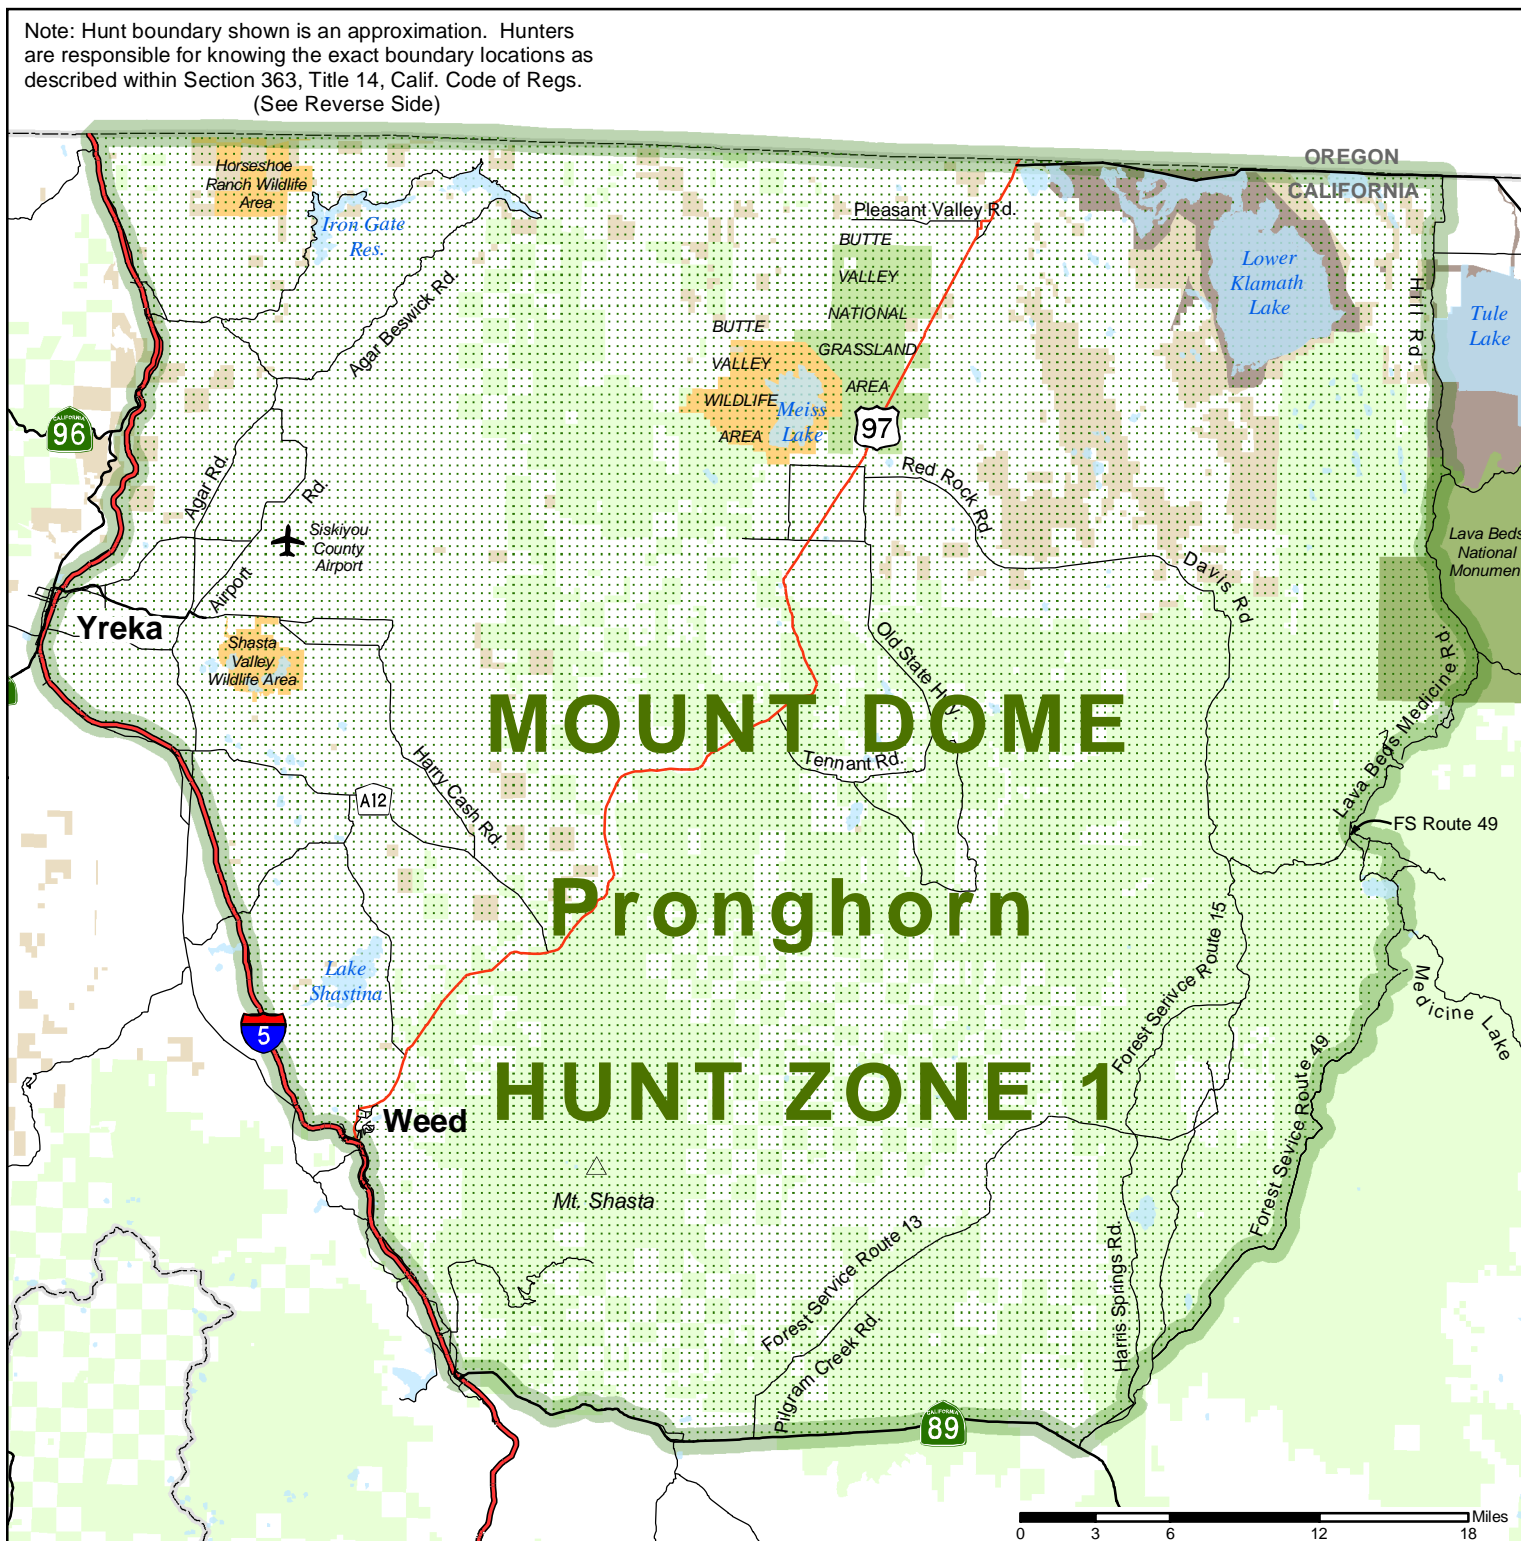 Note: Hunt boundary shown is an approximation. Hunters
are responsible for knowing the exact boundary locations as
described within Section 363, Title 14, Calif. Code of Regs.
(See Reverse Side)
OREGON
CALIFORNIA
Horseshoe
Ranch Wildlife
Area
Iron Gate
Res.
Pleasant Valley Rd.
BUTTE
VALLEY
NATIONAL
GRASSLAND
AREA
Lower
Klamath
Lake
Hill Rd.
Tule
Lake
Agar Beswick Rd.
BUTTE
VALLEY
WILDLIFE
AREA
Meiss
Lake
97
CALIFORNIA
96
Agar Rd.
Airport Rd.
Siskiyou
County
Airport
Red Rock Rd
Davis Rd
Lava Beds
National
Monumen
Yreka
Shasta
Valley
Wildlife Area
Old State Hwy.
Lava Beds Medicine Rd.
MOUNT DOME
Tennant Rd.
Harry Cash Rd.
A12
FS Route 49
Pronghorn
Forest Serivce Route 15
Lake
Shastina
Medicine Lake
5
HUNT ZONE 1
Weed
Forest Sevice Route 49
Mt. Shasta
Forest Service Route 13
Harris Springs Rd.
Pilgram Creek Rd.
CALIFORNIA
89
Miles
0 3 6 12 18